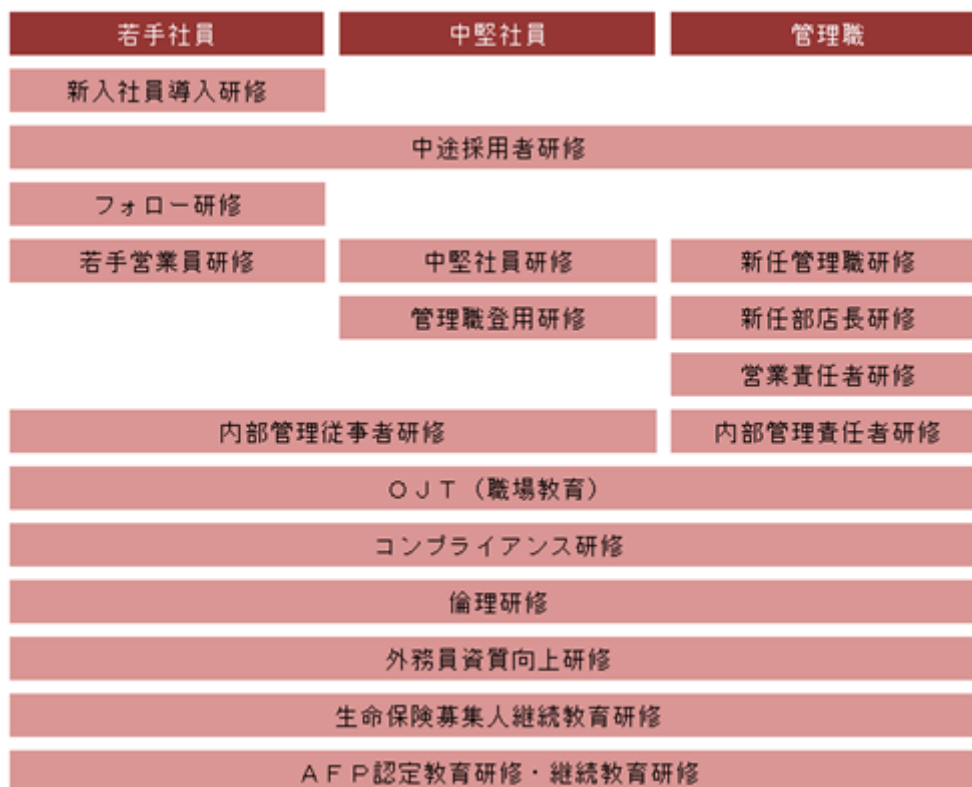 若手社員 中堅社員 管理職
新入社員導入研修
中途採用者研修
フォロー研修
若手営業員研修 中堅社員研修 新任管理職研修
管理職登用研修 新任部店長研修
営業責任者研修
内部管理従事者研修 内部管理責任者研修
ＯＪＴ（職場教育）
コンプライアンス研修
倫理研修
外務員資質向上研修
生命保険募集人継続教育研修
ＡＦＰ認定教育研修・継続教育研修